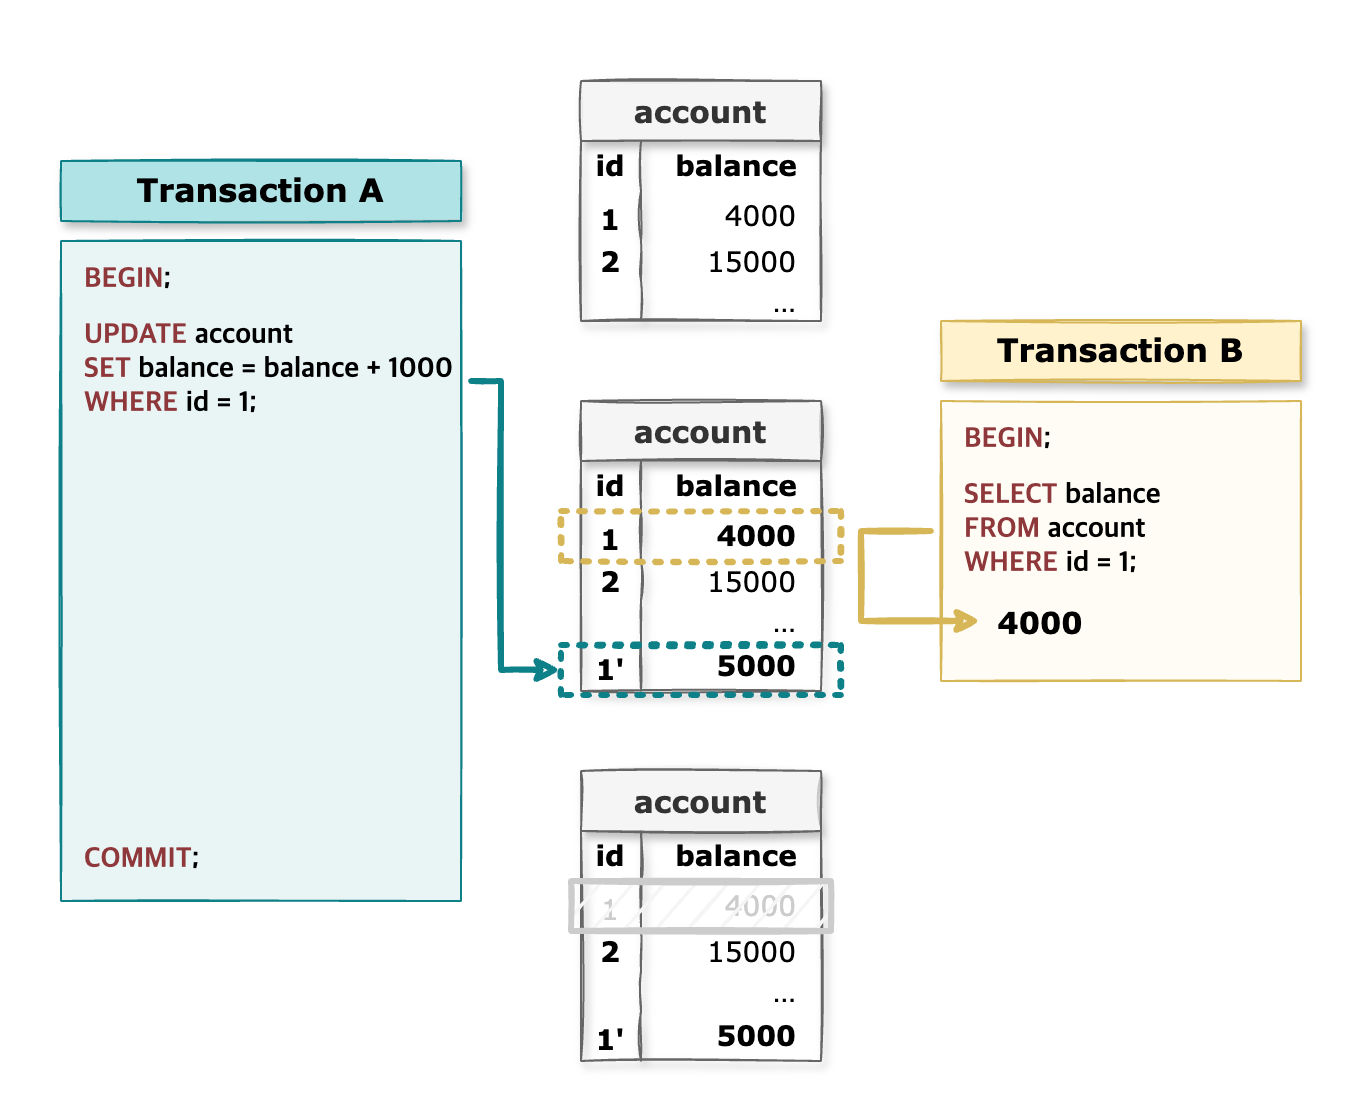 account
id balance
1 4000
2 15000
...
Transaction A
BEGIN;
UPDATE account
SET balance = balance + 1000
WHERE id = 1;
COMMIT;
account
id balance
1 4000
2 15000
...
1' 5000
Transaction B
BEGIN;
SELECT balance
FROM account
WHERE id = 1;
4000
account
id balance
1 4000
2 15000
...
1' 5000